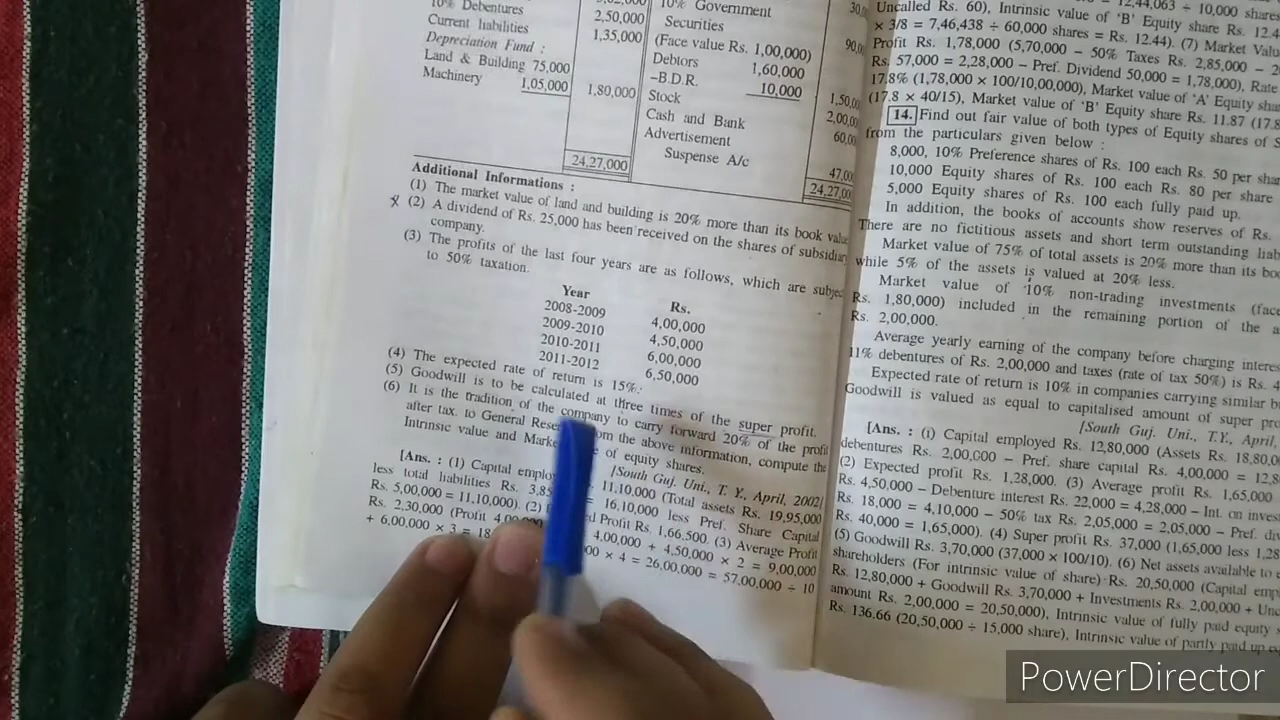 10% Debentures
2,50,000
Current liabilities
1,35,000
Depreciation Fund :
Land & Building 75,000
Machinery 1,05,000 1,80,000
24,27,000
10% Government
Securities
(Face value Rs. 1,00,000)
Debtors 1,60,000
-B.D.R. 10,000
Stock
Cash and Bank
Advertisement
Suspense A/c
47,00
24,27,00
Additional Informations :
(1) The market value of land and building is 20% more than its book
(2) A dividend of Rs. 25,000 has been received on the shares of
company.
(3) The profits of the last four years are as follows, which are
to 50% taxation.
Year Rs.
2008-2009 4,00,000
2009-2010 4,50,000
2010-2011 6,00,000
2011-2012 6,50,000
(4) The expected rate of return is 15%.
(5) Goodwill is to be calculated at three times of the super profit.
(6) It is the tradition of the company to carry forward 20% of the profit
after tax. to General the above information, compute the
Intrinsic value and of equity shares.
[South Guj. Uni., T. Y., April, 2002]
[Ans. : (1) Capital 11,10,000 (Total assets Rs. 19,95,000
less total liabilities Rs. = 16,10,000 less Pref. Share Capital
Rs. 5,00,000 = 11,10,000). (2) Profit Rs. 1,66,500. (3) Average Profit
Rs. 2,30,000 (Profit 4,00,000 + 4,50,000 × 2 = 9,00,000
+ 6,00,000 × 3 = × 4 = 26,00,000 = 57,00,000 ÷ 10
12,44,063 ÷ 10,000 shares
Uncalled Rs. 60), Intrinsic value of 'B' Equity share Rs.
× 3/8 = 7,46,438 ÷ 60,000 shares = Rs. 12.44). (7) Market
Profit Rs. 1,78,000 (5,70,000 – 50% Taxes Rs. 2,85,000 –
Rs. 57,000 = 2,28,000 – Pref. Dividend 50,000 = 1,78,000), Rate
17.8% (1,78,000 × 100/10,00,000), Market value of 'A' Equity
(17.8 × 40/15), Market value of 'B' Equity share Rs. 11.87
14. Find out fair value of both types of Equity shares of
from the particulars given below :
8,000, 10% Preference shares of Rs. 100 each Rs. 50 per
10,000 Equity shares of Rs. 100 each Rs. 80 per share
5,000 Equity shares of Rs. 100 each fully paid up.
In addition, the books of accounts show reserves of Rs.
There are no fictitious assets and short term outstanding
Market value of 75% of total assets is 20% more than its
while 5% of the assets is valued at 20% less.
Market value of 10% non-trading investments
Rs. 1,80,000) included in the remaining portion of the
Rs. 2,00,000.
Average yearly earning of the company before charging
11% debentures of Rs. 2,00,000 and taxes (rate of tax 50%) is Rs.
Expected rate of return is 10% in companies carrying similar
Goodwill is valued as equal to capitalised amount of super
[South Guj. Uni., T.Y., April,
[Ans. : (i) Capital employed Rs. 12,80,000 (Assets Rs.
debentures Rs. 2,00,000 – Pref. share capital Rs. 4,00,000 =
(2) Expected profit Rs. 1,28,000. (3) Average profit Rs. 1,65,000
Rs. 4,50,000 – Debenture interest Rs. 22,000 = 4,28,000 – Int. on
Rs. 18,000 = 4,10,000 – 50% tax Rs. 2,05,000 = 2,05,000 – Pref.
Rs. 40,000 = 1,65,000). (4) Super profit Rs. 37,000 (1,65,000 less
(5) Goodwill Rs. 3,70,000 (37,000 × 100/10). (6) Net assets available to
shareholders (For intrinsic value of share) Rs. 20,50,000 (Capital
Rs. 12,80,000 + Goodwill Rs. 3,70,000 + Investments Rs. 2,00,000 +
amount Rs. 2,00,000 = 20,50,000), Intrinsic value of fully paid equity
Rs. 136.66 (20,50,000 ÷ 15,000 share), Intrinsic value of partly paid up
PowerDirector